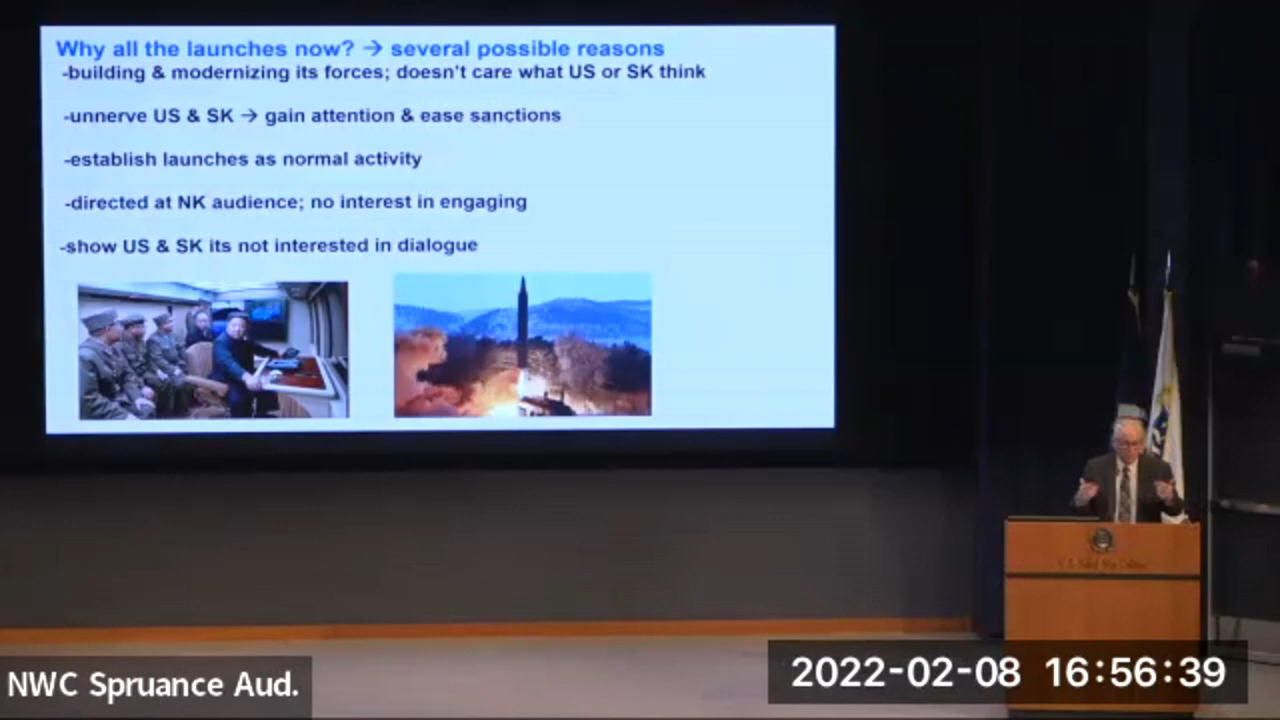 Why all the launches now? → several possible reasons
-building & modernizing its forces; doesn't care what US or SK think
-unnerve US & SK → gain attention & ease sanctions
-establish launches as normal activity
-directed at NK audience; no interest in engaging
-show US & SK its not interested in dialogue
NWC Spruance Aud.
2022-02-08 16:56:39